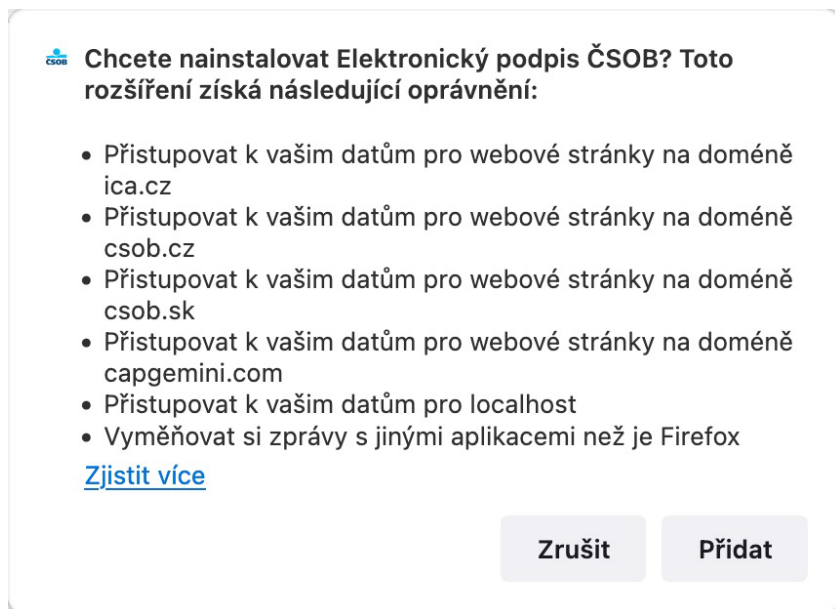 ČSOB
Chcete nainstalovat Elektronický podpis ČSOB? Toto
rozšíření získá následující oprávnění:
• Přistupovat k vašim datům pro webové stránky na doméně
ica.cz
• Přistupovat k vašim datům pro webové stránky na doméně
csob.cz
• Přistupovat k vašim datům pro webové stránky na doméně
csob.sk
• Přistupovat k vašim datům pro webové stránky na doméně
capgemini.com
• Přistupovat k vašim datům pro localhost
• Vyměňovat si zprávy s jinými aplikacemi než je Firefox
Zjistit více
Zrušit
Přidat